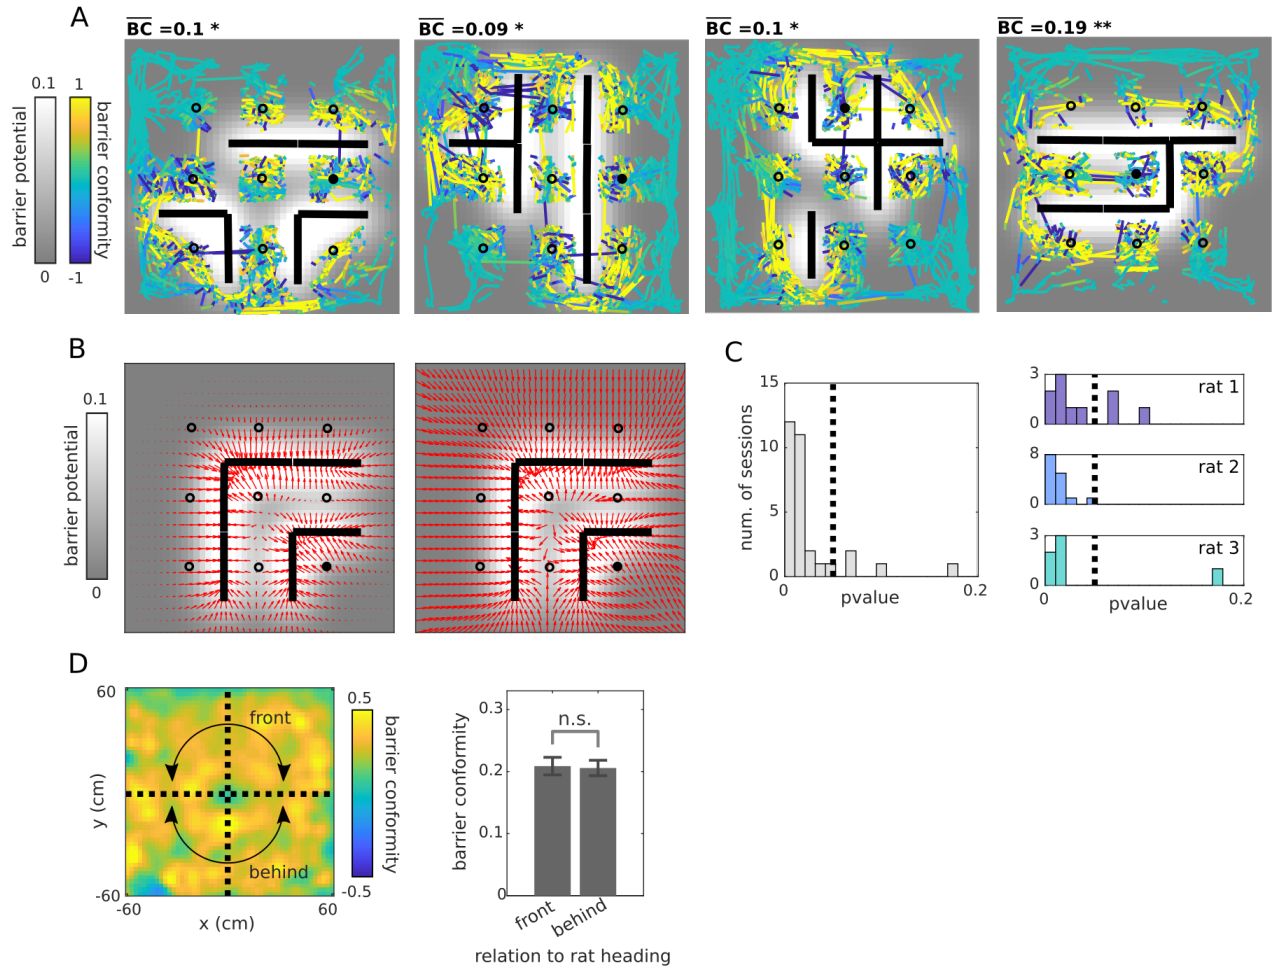 A
BC =0.1 *
BC =0.09 *
BC =0.1 *
BC =0.19 **
0.1
1
barrier potential
barrier conformity
0
-1
B
0.1
barrier potential
0
C
15
10
5
0
num. of sessions
0
0.2
pvalue
3
0
rat 1
8
0
rat 2
3
0
rat 3
0
0.2
pvalue
D
60
-60
y (cm)
front
behind
-60
60
x (cm)
0.5
-0.5
barrier conformity
0.3
0.2
0.1
0
barrier conformity
n.s.
front
behind
relation to rat heading